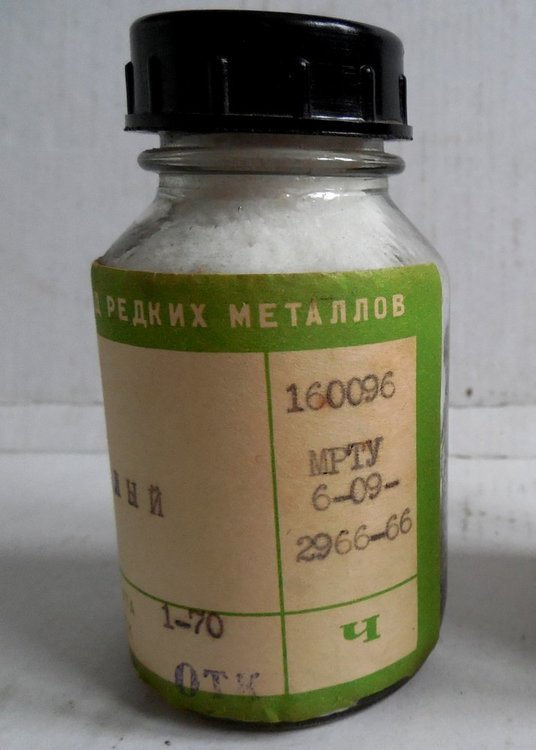 Д РЕДКИХ МЕТАЛЛОВ
160096
МРТУ
6-09-
2966-66
ный
1-70
ч
ОТК